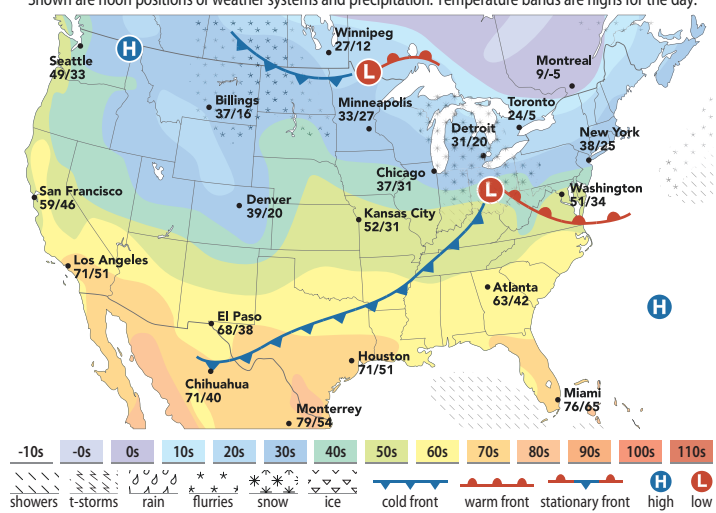 Shown are noon positions of weather systems and precipitation. Temperature bands are highs for the day.
Winnipeg
27/12
H
Seattle
49/33
L
Montreal
9/-5
Billings
37/16
Minneapolis
33/27
Toronto
24/5
Detroit
31/20
New York
38/25
Chicago
37/31
San Francisco
59/46
Denver
39/20
L
Washington
51/34
Kansas City
52/31
Los Angeles
71/51
Atlanta
63/42
H
El Paso
68/38
Houston
71/51
Chihuahua
71/40
Miami
76/65
Monterrey
79/54
-10s -0s 0s 10s 20s 30s 40s 50s 60s 70s 80s 90s 100s 110s
H L
showers t-storms rain flurries snow ice cold front warm front stationary front high low